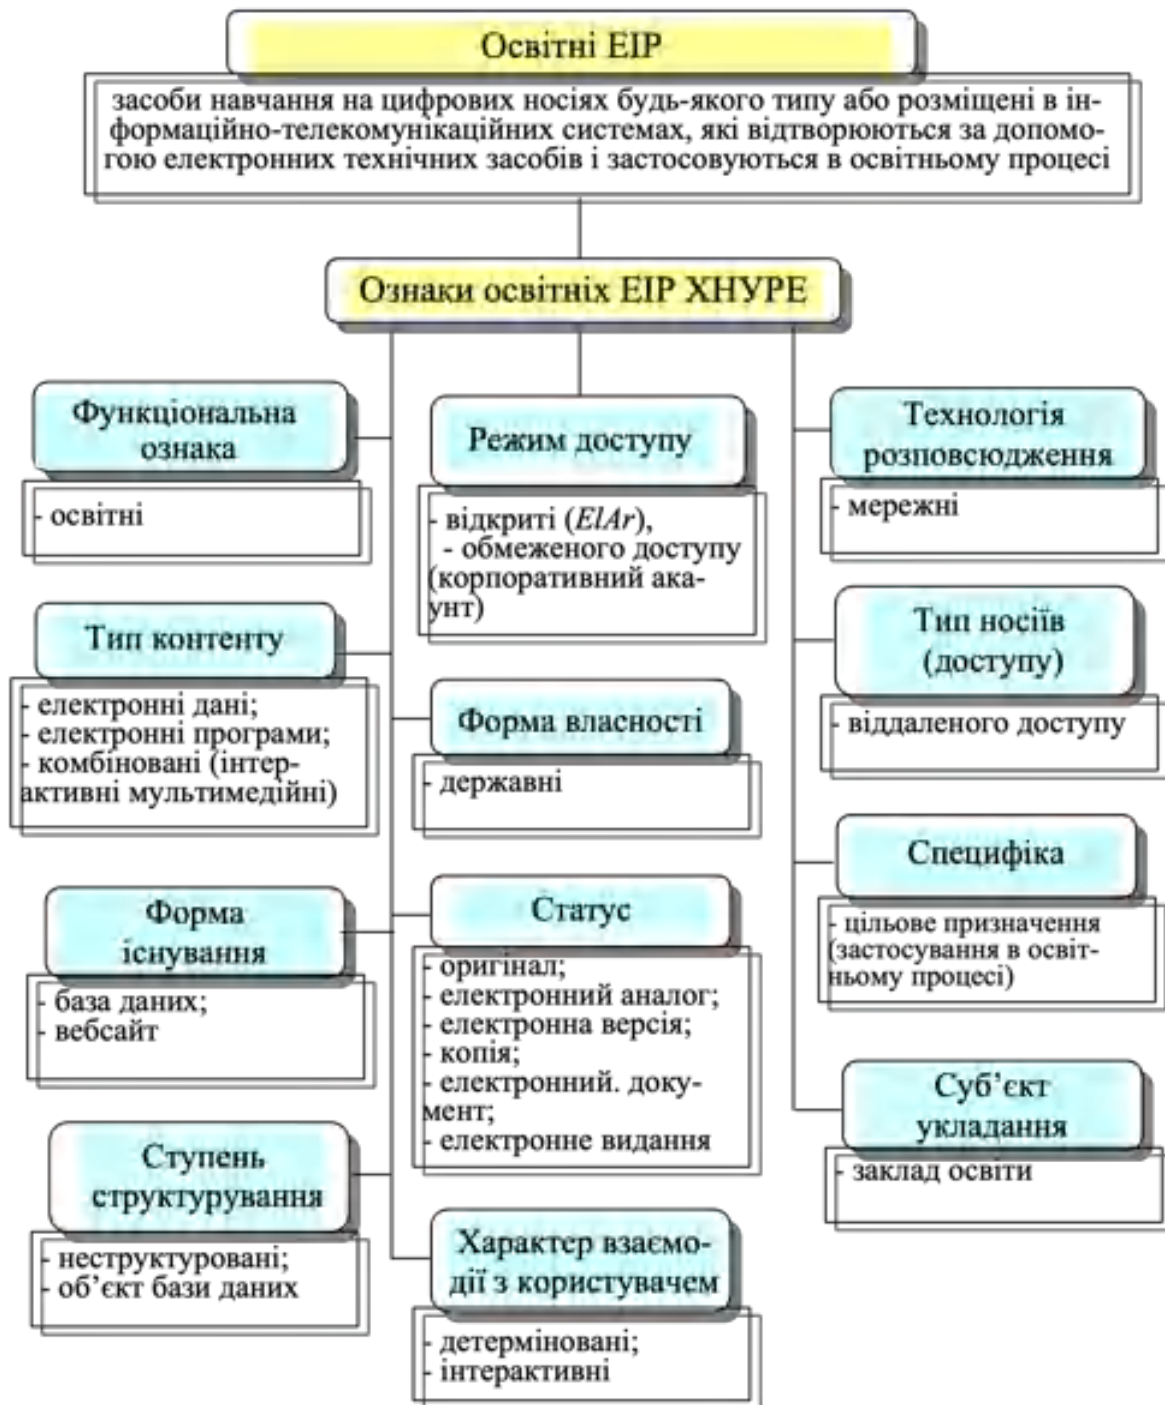 Освітні ЕІР
засоби навчання на цифрових носіях будь-якого типу або розміщені в ін-
формаційно-телекомунікаційних системах, які відтворюються за допомо-
гою електронних технічних засобів і застосовуються в освітньому процесі
Ознаки освітніх ЕІР ХНУРЕ
Функціональна
ознака
- освітні
Тип контенту
- електронні дані;
- електронні програми;
- комбіновані (інтер-
активні мультимедійні)
Форма
існування
- база даних;
- вебсайт
Ступень
структурування
- неструктуровані;
- об’єкт бази даних
Режим доступу
- відкриті (ElAr),
- обмеженого доступу
(корпоративний ака-
унт)
Форма власності
- державні
Статус
- оригінал;
- електронний аналог;
- електронна версія;
- копія;
- електронний. доку-
мент;
- електронне видання
Характер взаємо-
дії з користувачем
- детерміновані;
- інтерактивні
Технологія
розповсюдження
- мережні
Тип носіїв
(доступу)
- віддаленого доступу
Специфіка
- цільове призначення
(застосування в освіт-
ньому процесі)
Суб’єкт
укладання
- заклад освіти